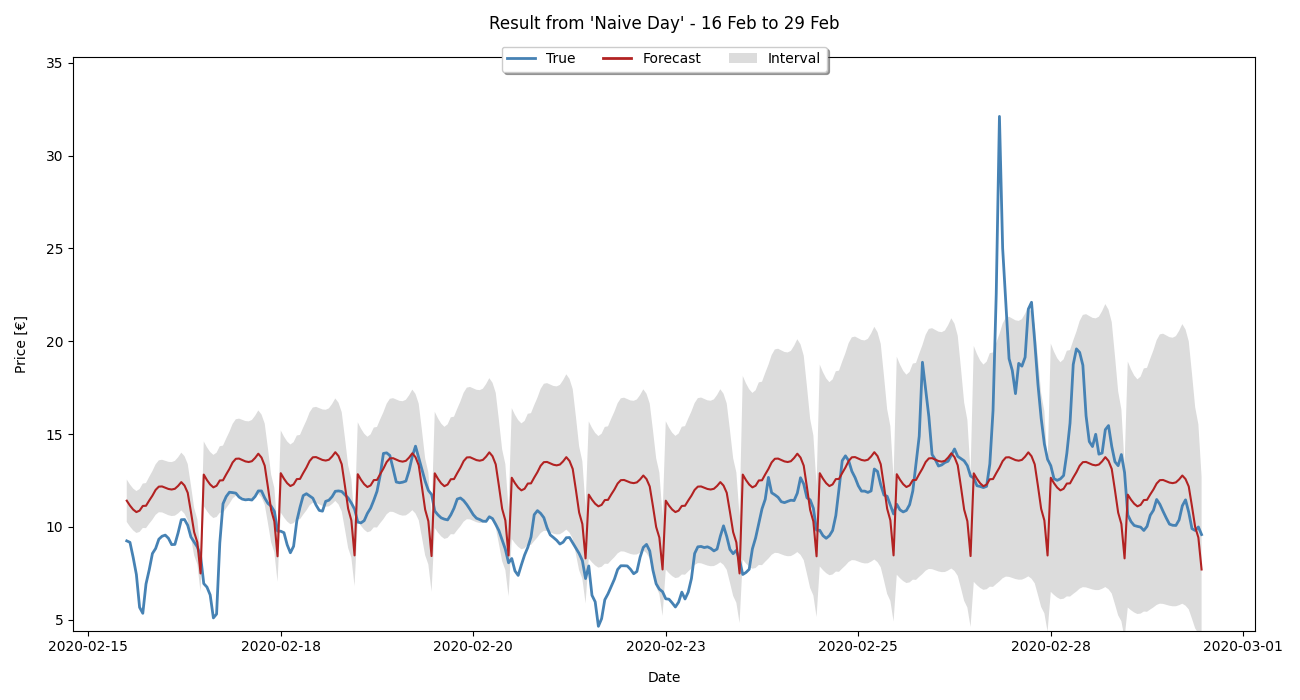 Result from 'Naive Day' - 16 Feb to 29 Feb
True
Forecast
Interval
35
30
25
20
15
10
5
Price [€]
2020-02-15
2020-02-18
2020-02-20
2020-02-23
2020-02-25
2020-02-28
2020-03-01
Date